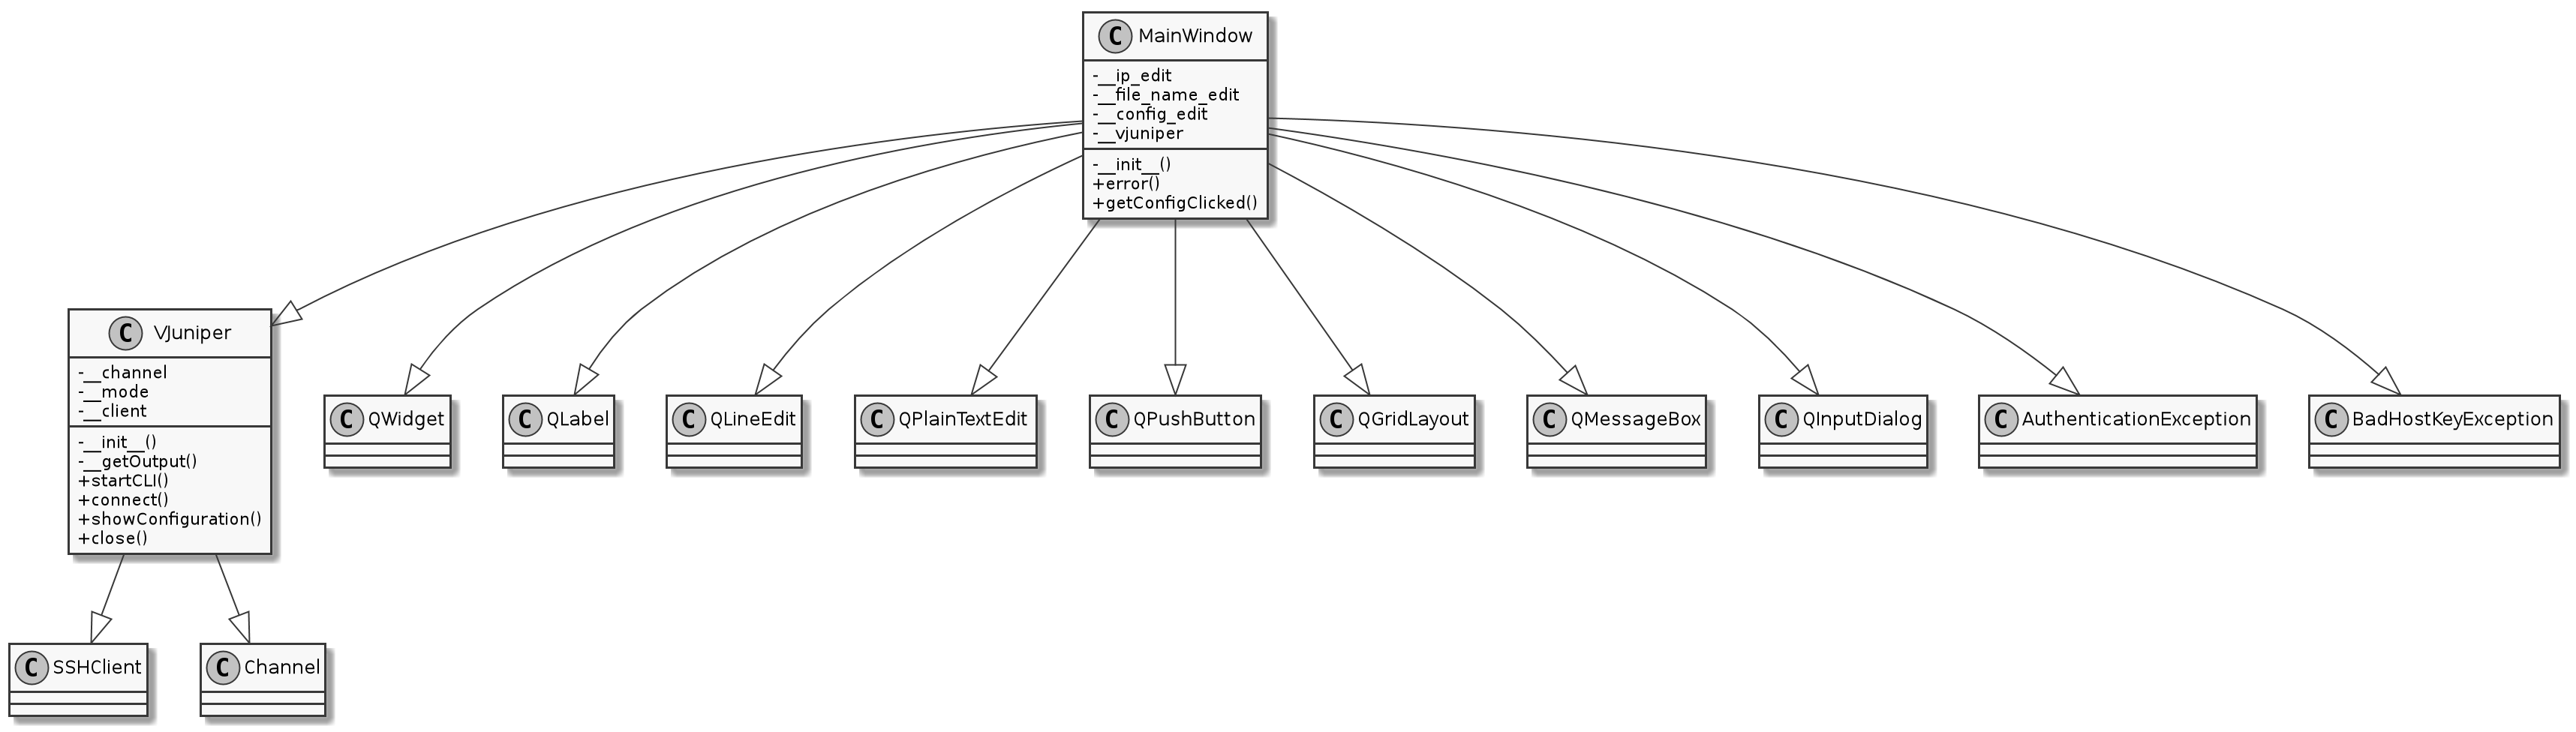 C MainWindow
-__ip_edit
-__file_name_edit
-__config_edit
-__vjuniper
-__init__()
+error()
+getConfigClicked()
C VJuniper
-__channel
-__mode
-__client
-__init__()
-__getOutput()
+startCLI()
+connect()
+showConfiguration()
+close()
C QWidget
C QLabel
C QLineEdit
C QPlainTextEdit
C QPushButton
C QGridLayout
C QMessageBox
C QInputDialog
C AuthenticationException
C BadHostKeyException
C SSHClient
C Channel